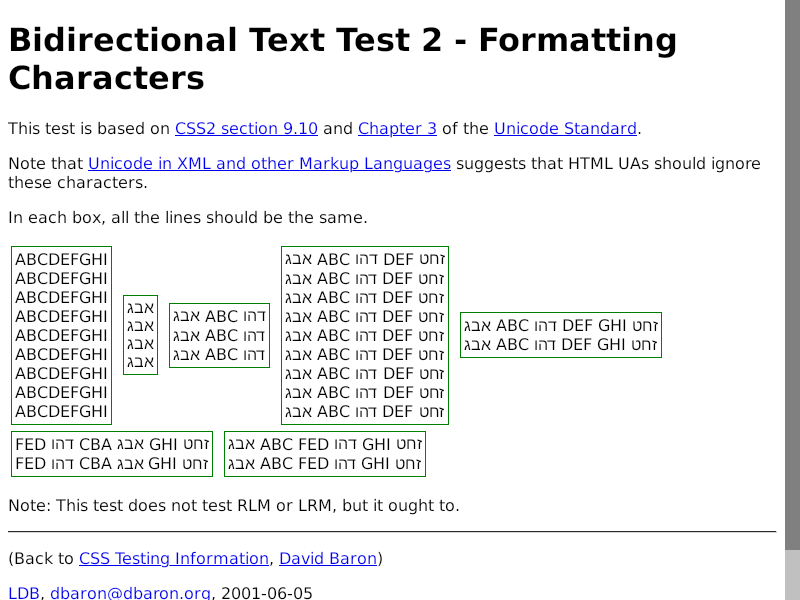 Bidirectional Text Test 2 - Formatting
Characters
This test is based on CSS2 section 9.10 and Chapter 3 of the Unicode Standard.
Note that Unicode in XML and other Markup Languages suggests that HTML UAs should ignore
these characters.
In each box, all the lines should be the same.
ABCDEFGHI
ABCDEFGHI
ABCDEFGHI
ABCDEFGHI
ABCDEFGHI
ABCDEFGHI
ABCDEFGHI
ABCDEFGHI
ABCDEFGHI
אבג
אבג
אבג
אבג
אבג ABC דהו
אבג ABC דהו
אבג ABC דהו
אבג ABC דהו DEF זחט
אבג ABC דהו DEF זחט
אבג ABC דהו DEF זחט
אבג ABC דהו DEF זחט
אבג ABC דהו DEF זחט
אבג ABC דהו DEF זחט
אבג ABC דהו DEF זחט
אבג ABC דהו DEF זחט
אבג ABC דהו DEF זחט
אבג ABC דהו DEF GHI זחט
אבג ABC דהו DEF GHI זחט
FED דהו CBA אבג GHI זחט
FED דהו CBA אבג GHI זחט
אבג ABC FED דהו GHI זחט
אבג ABC FED דהו GHI זחט
Note: This test does not test RLM or LRM, but it ought to.
(Back to CSS Testing Information, David Baron)
LDB, dbaron@dbaron.org, 2001-06-05